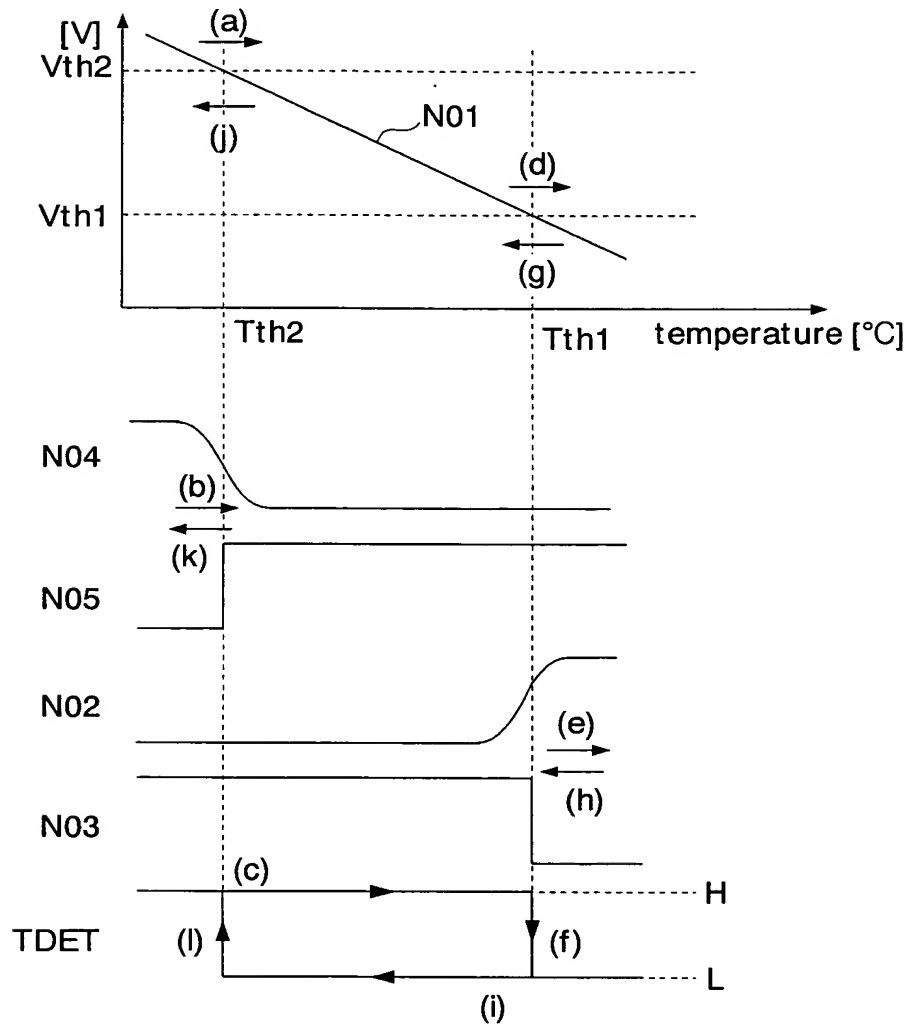 [V]
(a)
Vth2
(j)
N01
(d)
Vth1
(g)
Tth2
Tth1
temperature [°C]
N04
(b)
(k)
N05
N02
(e)
(h)
N03
(c)
H
TDET
(l)
(f)
L
(i)